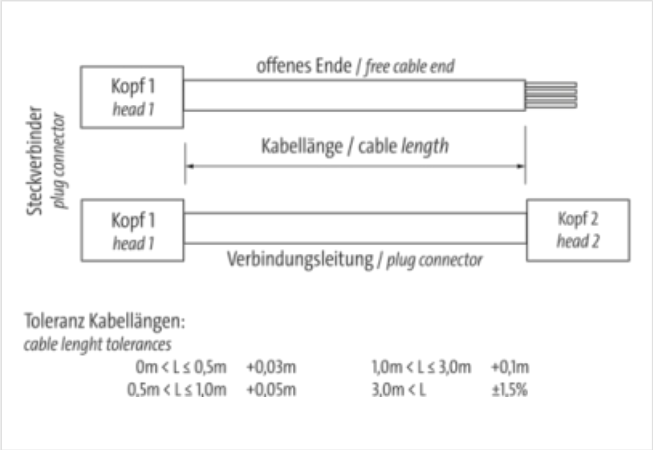 offenes Ende / free cable end
Kopf 1
head 1
Steckverbinder
plug connector
Kabellänge / cable length
Kopf 1
head 1
Kopf 2
head 2
Verbindungsleitung / plug connector
Toleranz Kabellängen:
cable lenght tolerances
0m < L ≤ 0,5m +0,03m 1,0m < L ≤ 3,0m +0,1m
0,5m < L ≤ 1,0m +0,05m 3,0m < L ±1,5%